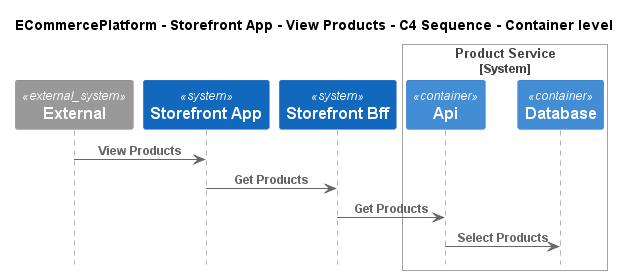 ECommercePlatform - Storefront App - View Products - C4 Sequence - Container level
Product Service
[System]
«external_system»
External
«system»
Storefront App
«system»
Storefront Bff
«container»
Api
«container»
Database
View Products
Get Products
Get Products
Select Products